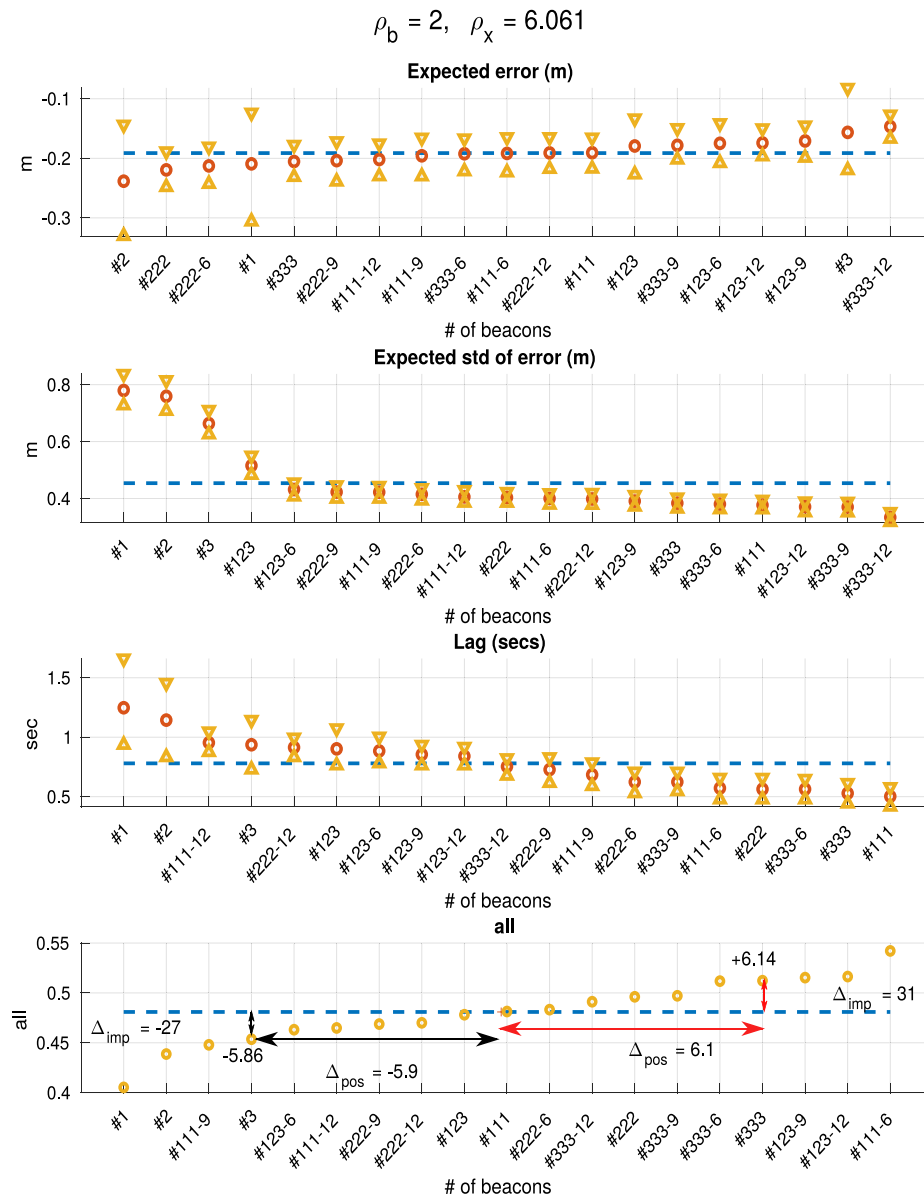 ρ_b = 2, ρ_x = 6.061
Expected error (m)
-0.1
-0.2
-0.3
m
#2 #222 #222-6 #1 #333 #222-9 #111-12 #111-9 #333-6 #111-6 #222-12 #111 #123 #333-9 #123-6 #123-12 #123-9 #3 #333-12
# of beacons
Expected std of error (m)
0.8
0.6
0.4
m
#1 #2 #3 #123 #123-6 #222-9 #111-9 #222-6 #111-12 #222 #111-6 #222-12 #123-9 #333 #333-6 #111 #123-12 #333-9 #333-12
# of beacons
Lag (secs)
1.5
1
0.5
sec
#1 #2 #111-12 #3 #222-12 #123 #123-6 #123-9 #123-12 #333-12 #222-9 #111-9 #222-6 #333-9 #111-6 #222 #333-6 #333 #111
# of beacons
all
0.55
0.5
0.45
0.4
all
+6.14
Δ_imp = 31
Δ_imp = -27
-5.86
Δ_pos = 6.1
Δ_pos = -5.9
#1 #2 #111-9 #3 #123-6 #111-12 #222-9 #222-12 #123 #111 #222-6 #333-12 #222 #333-9 #333-6 #333 #123-9 #123-12 #111-6
# of beacons